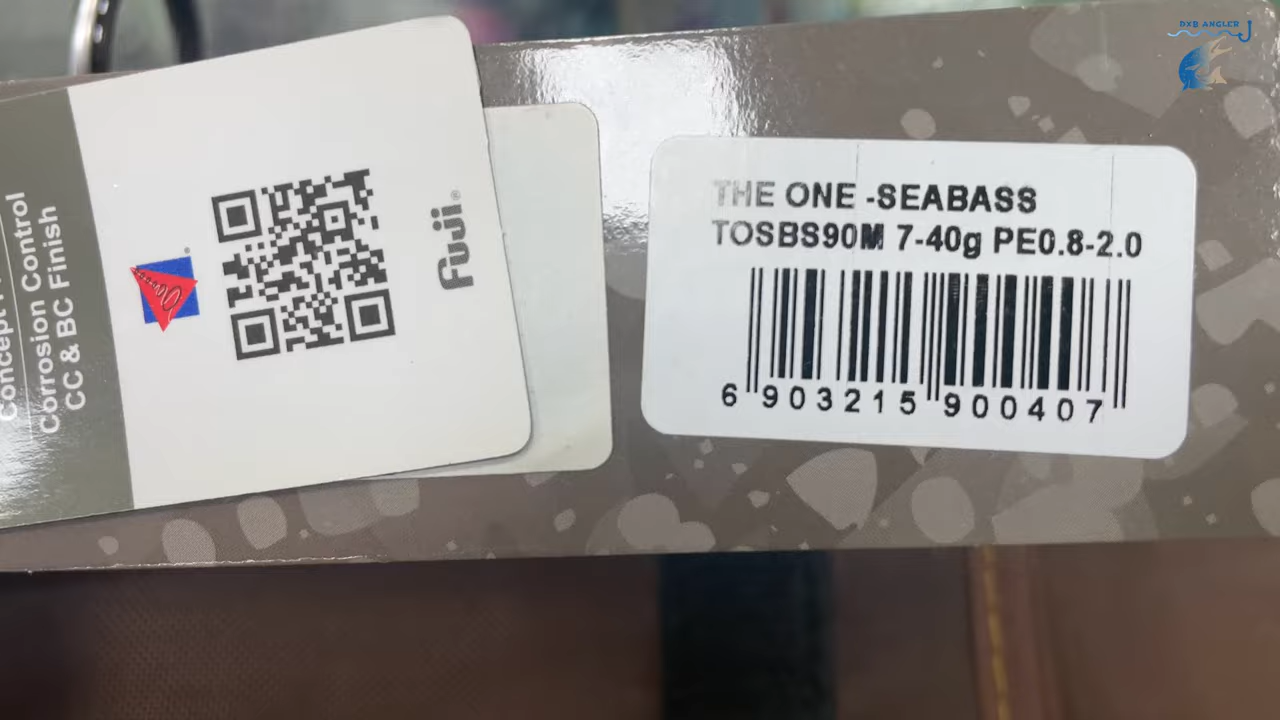 Corrosion Control
CC & BC Finish
Fuji®
THE ONE -SEABASS
TOSBS90M 7-40g PE0.8-2.0
6 903215 900407
DXB ANGLER